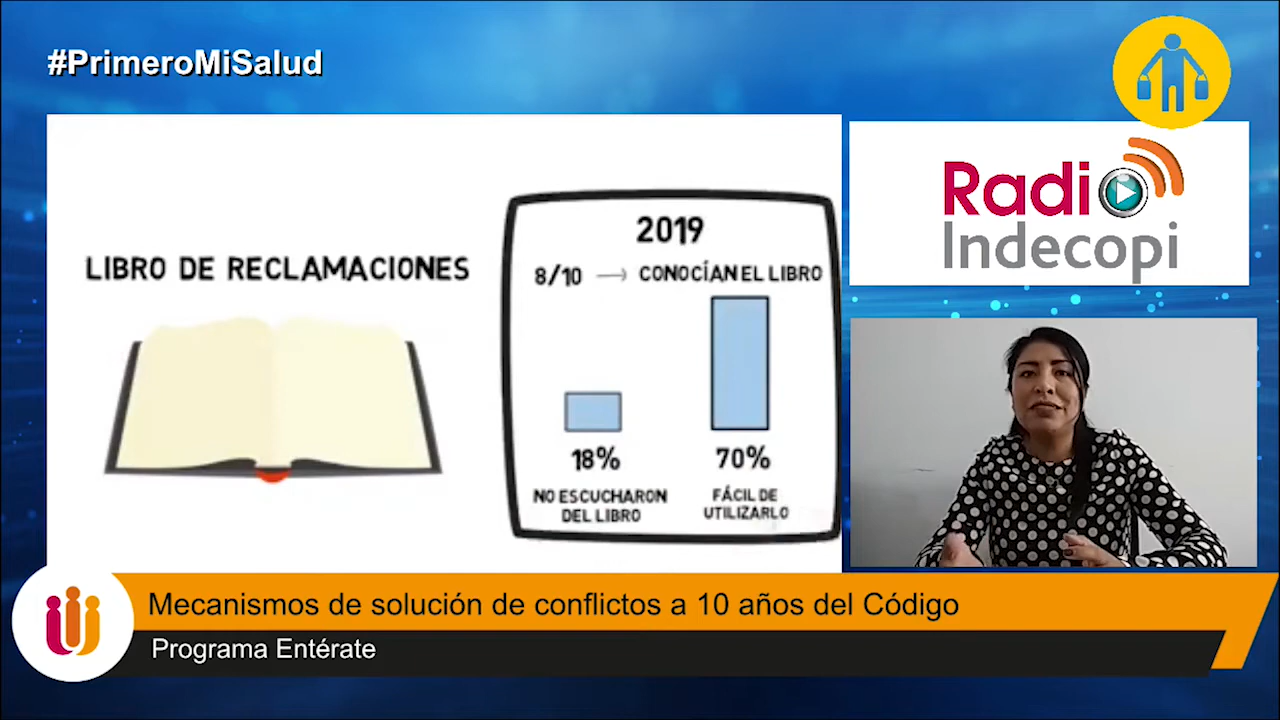 #PrimeroMiSalud
Radio
Indecopi
LIBRO DE RECLAMACIONES
2019
8/10 → CONOCÍAN EL LIBRO
18%
70%
NO ESCUCHARON
DEL LIBRO
FÁCIL DE
UTILIZARLO
Mecanismos de solución de conflictos a 10 años del Código
Programa Entérate